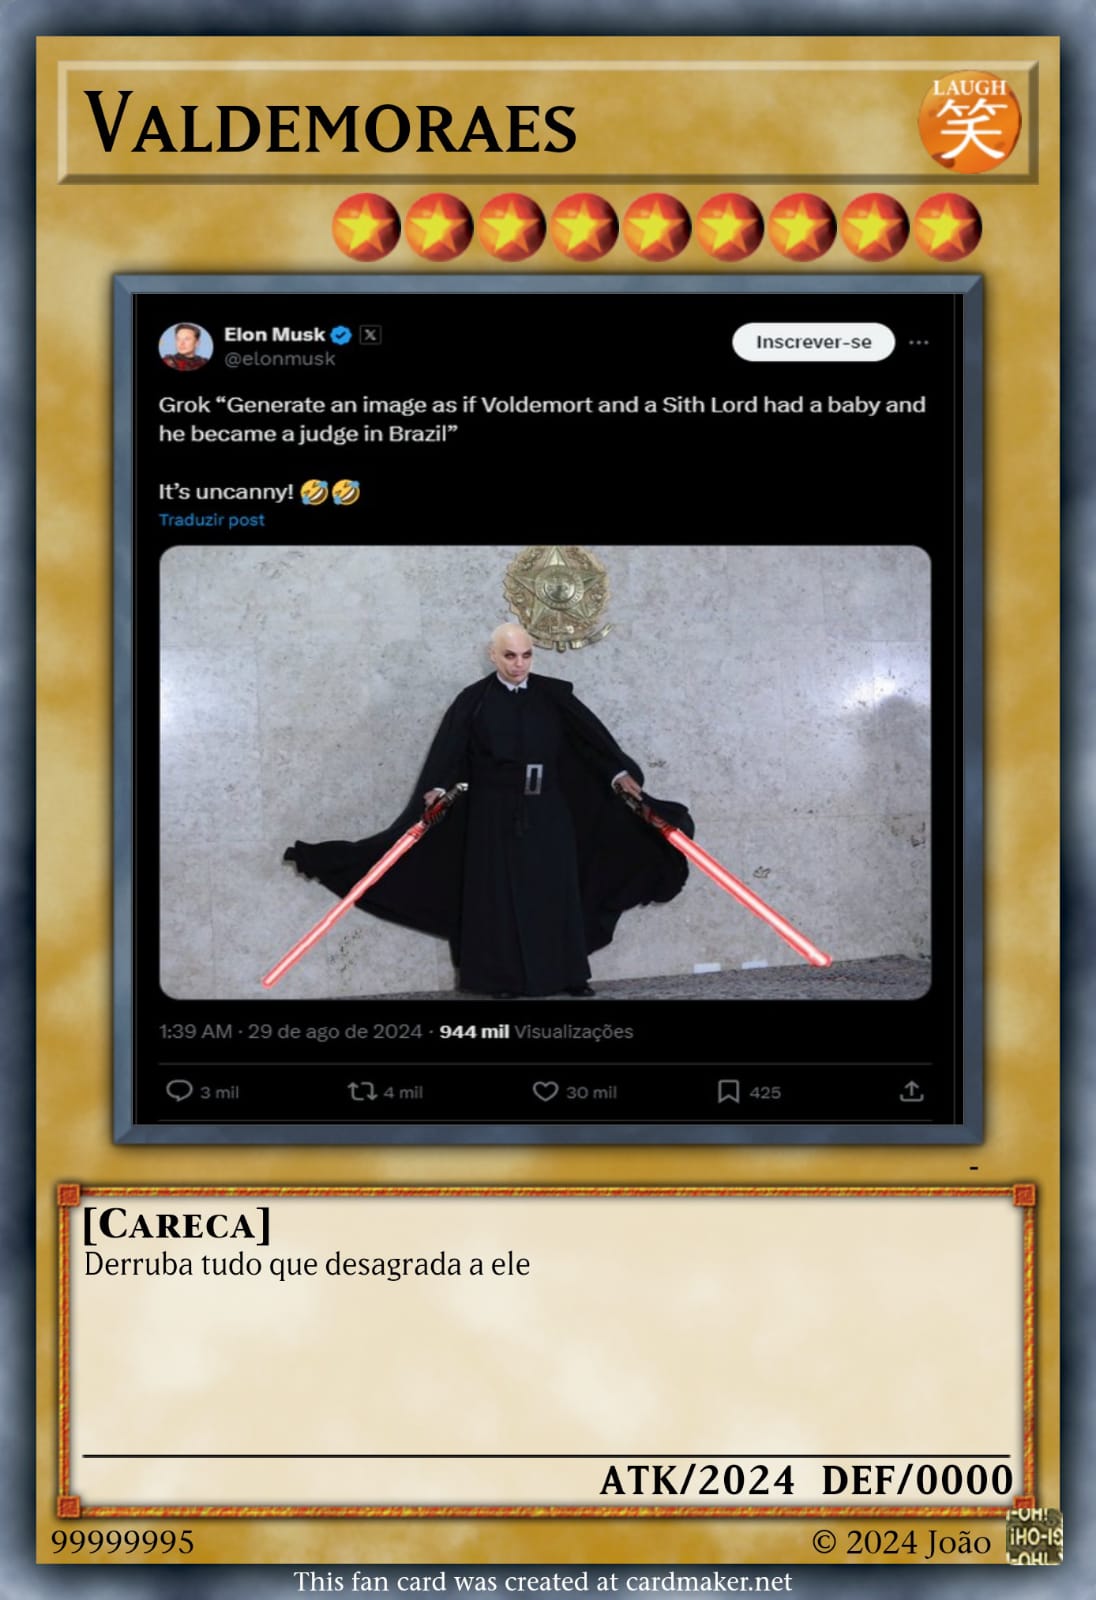 VALDEMORAES
LAUGH
笑
Elon Musk
@elonmusk
Inscrever-se
Grok “Generate an image as if Voldemort and a Sith Lord had a baby and
he became a judge in Brazil”
It’s uncanny! 🤣🤣
Traduzir post
1:39 AM · 29 de ago de 2024 · 944 mil Visualizações
3 mil
4 mil
30 mil
425
-
[CARECA]
Derruba tudo que desagrada a ele
ATK/2024 DEF/0000
99999995
© 2024 João
This fan card was created at cardmaker.net